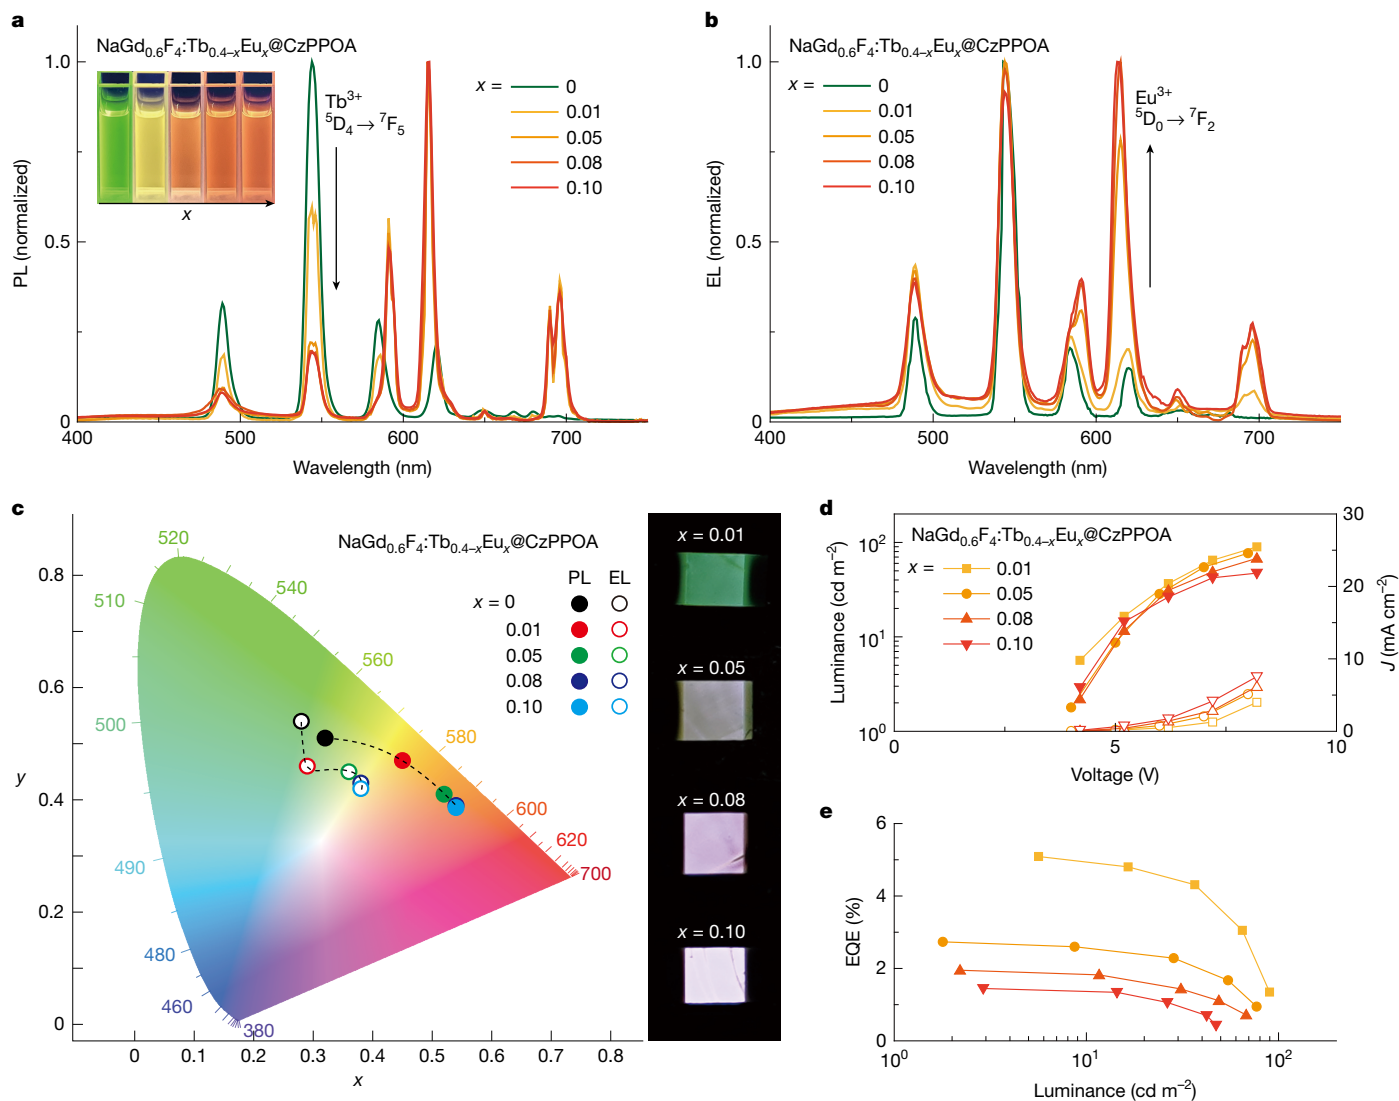 a
NaGd0.6F4:Tb0.4–xEux@CzPPOA
x
Tb3+
5D4 → 7F5
x = 0
0.01
0.05
0.08
0.10
PL (normalized)
1.0
0.5
0
400
500
600
700
Wavelength (nm)
b
NaGd0.6F4:Tb0.4–xEux@CzPPOA
x = 0
0.01
0.05
0.08
0.10
Eu3+
5D0 → 7F2
EL (normalized)
1.0
0.5
0
400
500
600
700
Wavelength (nm)
c
NaGd0.6F4:Tb0.4–xEux@CzPPOA
PL EL
x = 0
0.01
0.05
0.08
0.10
520
540
510
560
500
580
600
620
700
490
480
460
380
y
0.8
0.6
0.4
0.2
0
0 0.1 0.2 0.3 0.4 0.5 0.6 0.7 0.8
x
x = 0.01
x = 0.05
x = 0.08
x = 0.10
d
NaGd0.6F4:Tb0.4–xEux@CzPPOA
x = 0.01
0.05
0.08
0.10
Luminance (cd m–2)
102
101
100
J (mA cm–2)
30
20
10
0
0 5 10
Voltage (V)
e
EQE (%)
6
4
2
0
100 101 102
Luminance (cd m–2)